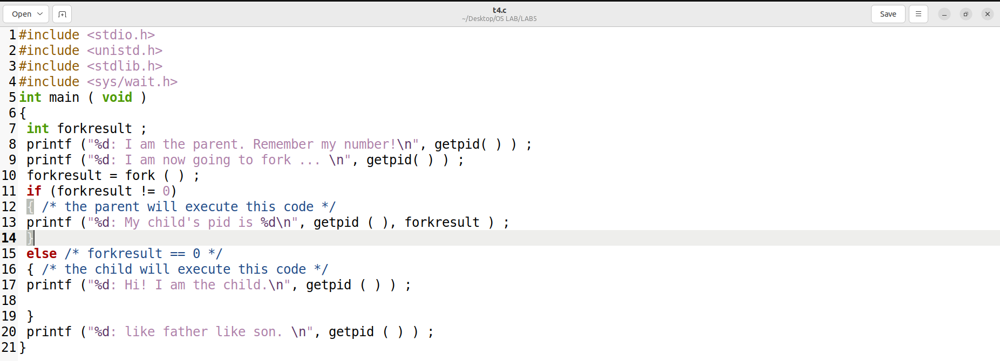 Open
t4.c
~/Desktop/OS LAB/LAB5
Save
1 #include <stdio.h>
2 #include <unistd.h>
3 #include <stdlib.h>
4 #include <sys/wait.h>
5 int main ( void )
6 {
7  int forkresult ;
8  printf ("%d: I am the parent. Remember my number!\n", getpid( ) ) ;
9  printf ("%d: I am now going to fork ... \n", getpid( ) ) ;
10  forkresult = fork ( ) ;
11  if (forkresult != 0)
12  { /* the parent will execute this code */
13  printf ("%d: My child's pid is %d\n", getpid ( ), forkresult ) ;
14  }
15  else /* forkresult == 0 */
16  { /* the child will execute this code */
17  printf ("%d: Hi! I am the child.\n", getpid ( ) ) ;
18
19  }
20  printf ("%d: like father like son. \n", getpid ( ) ) ;
21 }